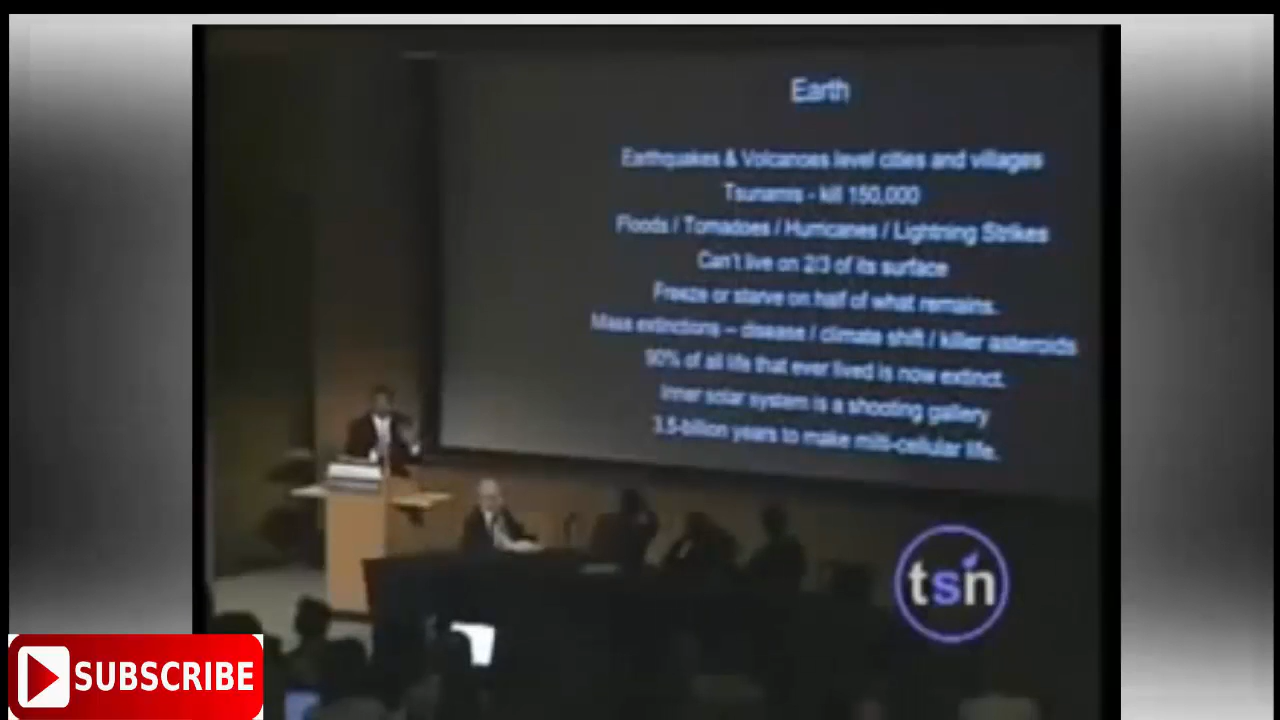 Earth
Earthquakes & Volcanoes level cities and villages
Tsunamis - kill 150,000
Floods / Tornadoes / Hurricanes / Lightning Strikes
Can't live on 2/3 of its surface
Freeze or starve on half of what remains.
Mass extinctions – disease / climate shift / killer asteroids
90% of all life that ever lived is now extinct.
Inner solar system is a shooting gallery
3.5-billion years to make milti-cellular life.
tsn
SUBSCRIBE